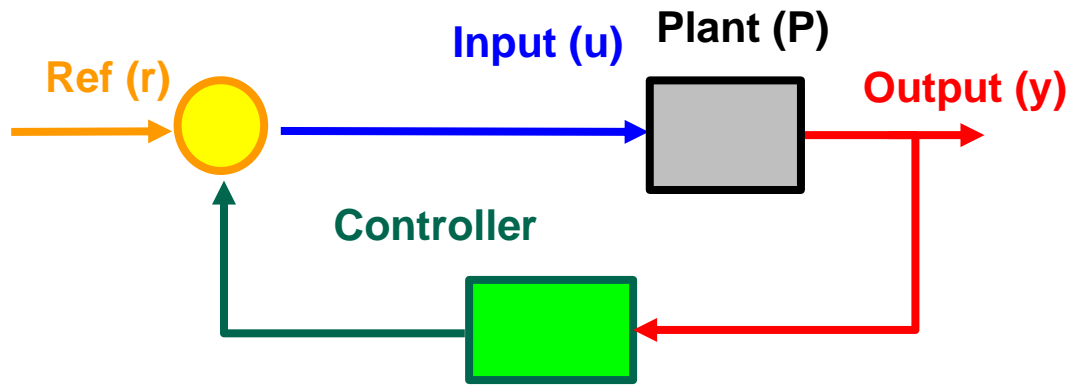 Plant (P)
Input (u)
Ref (r)
Output (y)
Controller